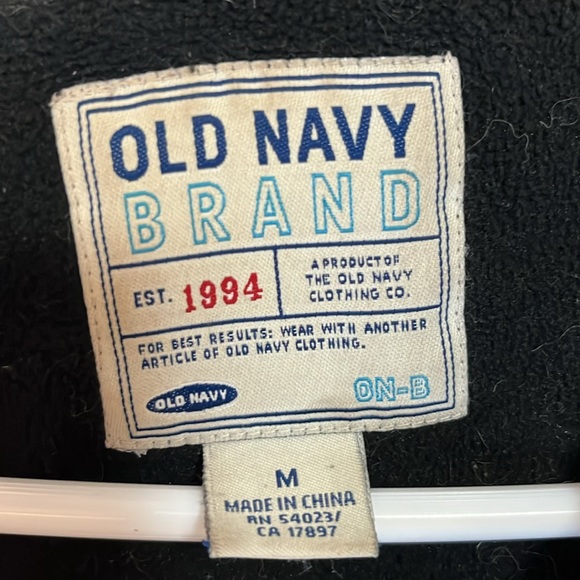 OLD NAVY
BRAND
EST. 1994
A PRODUCT OF
THE OLD NAVY
CLOTHING CO.
FOR BEST RESULTS: WEAR WITH ANOTHER
ARTICLE OF OLD NAVY CLOTHING.
OLD NAVY
ON-B
M
MADE IN CHINA
RN 54023/
CA 17897